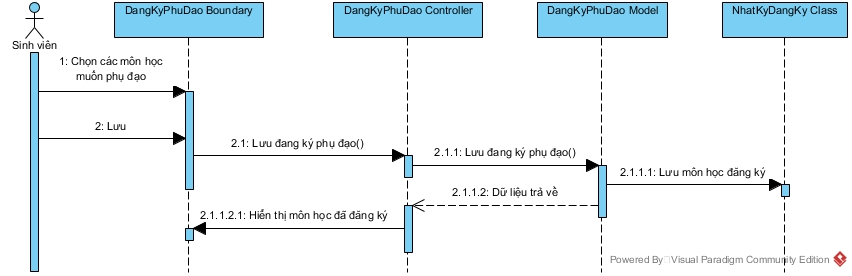 DangKyPhuDao Boundary
DangKyPhuDao Controller
DangKyPhuDao Model
NhatKyDangKy Class
Sinh viên
1: Chọn các môn học
muốn phụ đạo
2: Lưu
2.1: Lưu đang ký phụ đạo()
2.1.1: Lưu đang ký phụ đạo()
2.1.1.1: Lưu môn học đăng ký
2.1.1.2: Dữ liệu trả về
2.1.1.2.1: Hiển thị môn học đã đăng ký
Powered By Visual Paradigm Community Edition